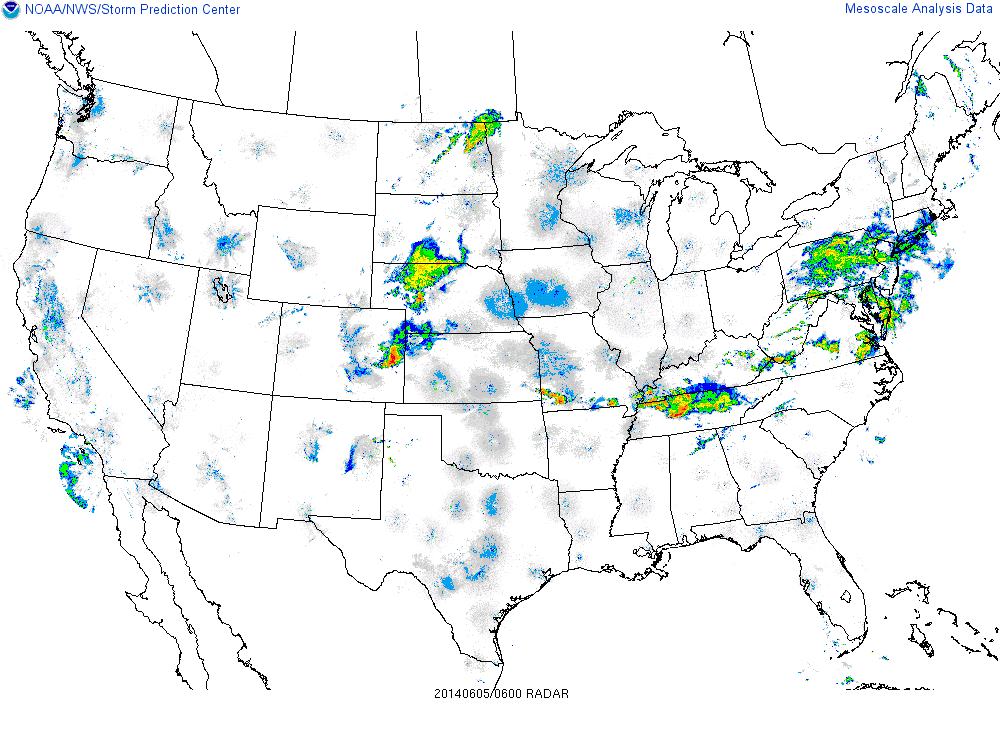 NOAA/NWS/Storm Prediction Center
Mesoscale Analysis Data
20140605/0600 RADAR